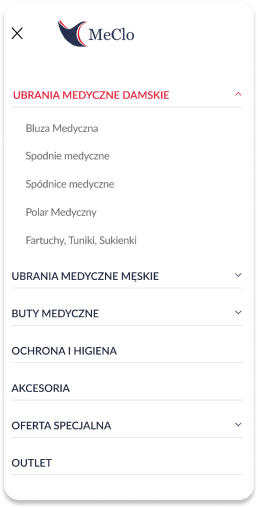 MeClo
UBRANIA MEDYCZNE DAMSKIE
Bluza Medyczna
Spodnie medyczne
Spódnice medyczne
Polar Medyczny
Fartuchy, Tuniki, Sukienki
UBRANIA MEDYCZNE MĘSKIE
BUTY MEDYCZNE
OCHRONA I HIGIENA
AKCESORIA
OFERTA SPECJALNA
OUTLET